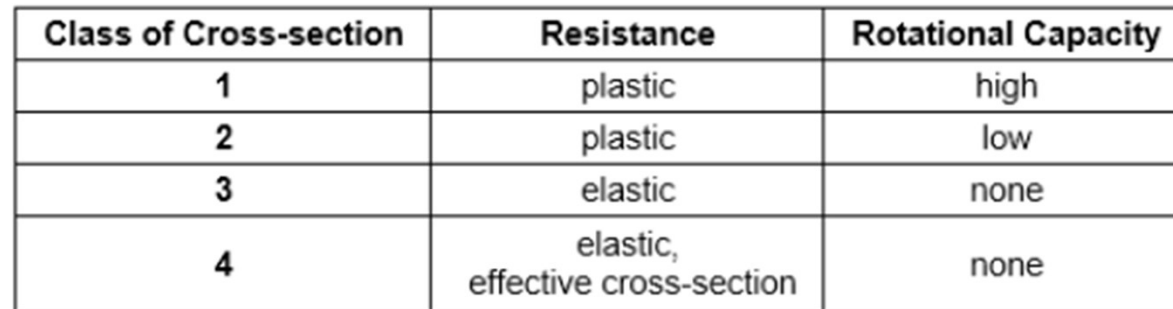 Class of Cross-section Resistance Rotational Capacity
1 plastic high
2 plastic low
3 elastic none
4 elastic, effective cross-section none